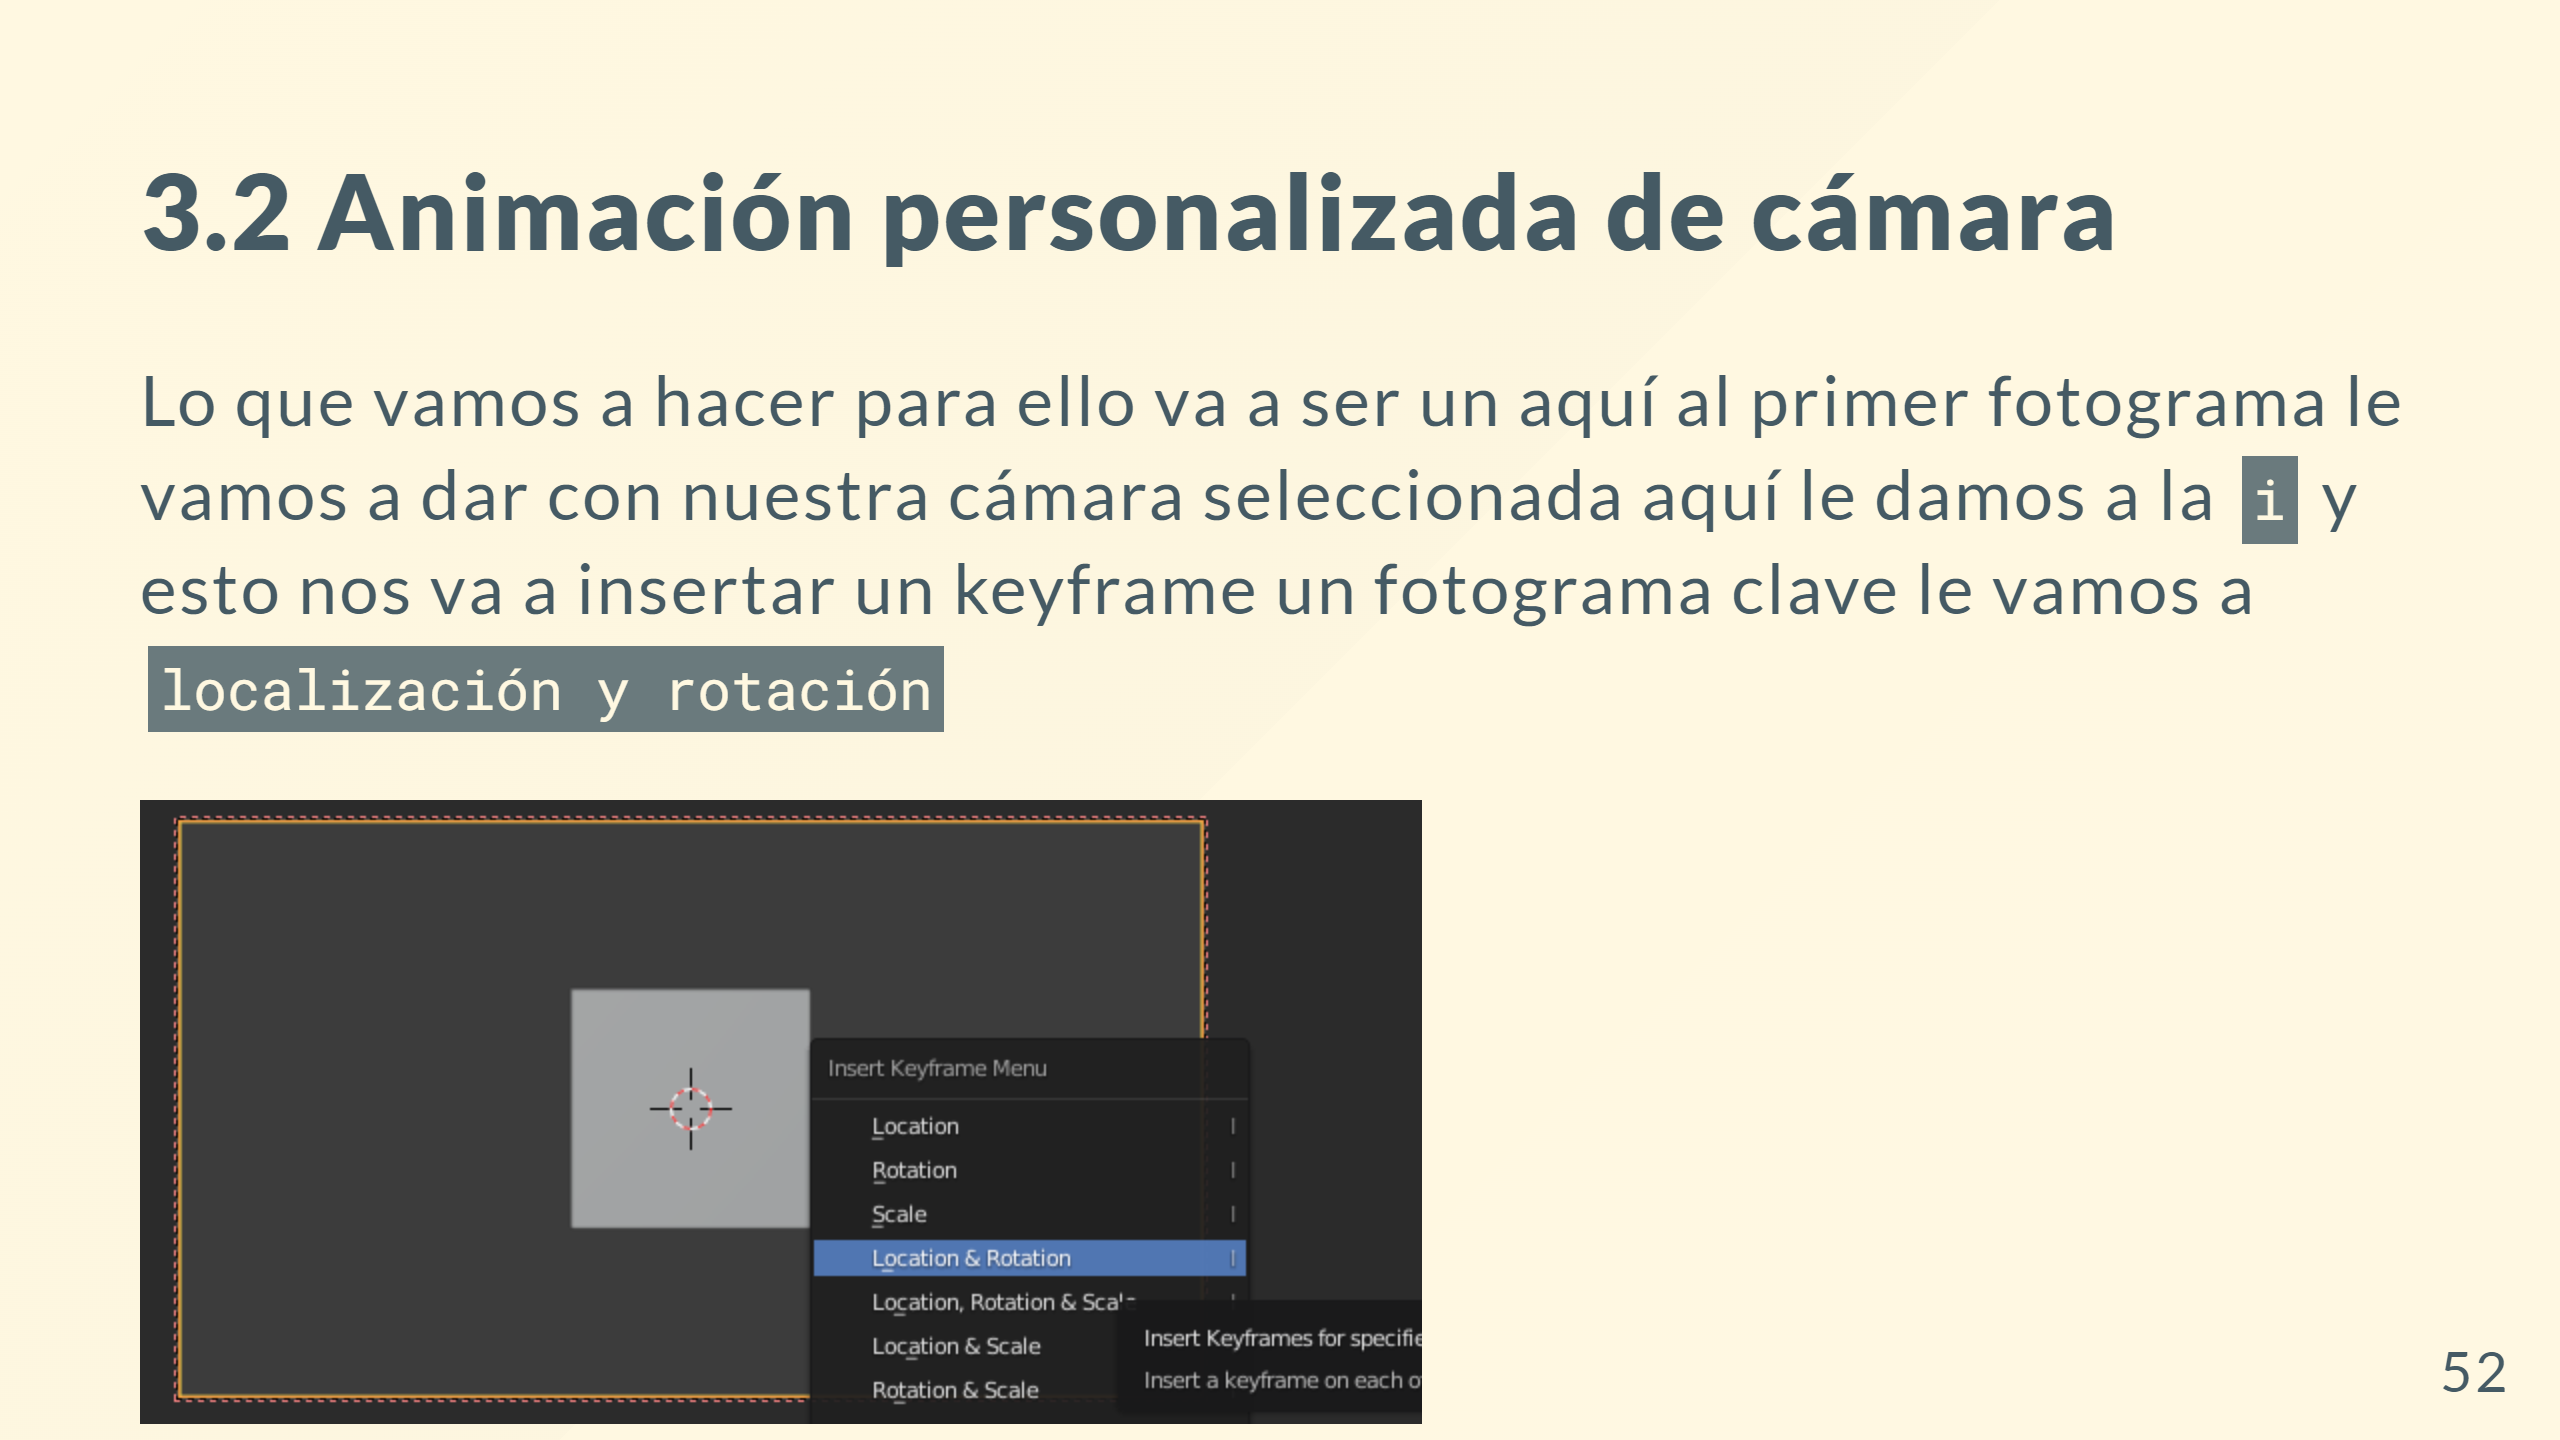 3.2 Animación personalizada de cámara
Lo que vamos a hacer para ello va a ser un aquí al primer fotograma le
vamos a dar con nuestra cámara seleccionada aquí le damos a la i y
esto nos va a insertar un keyframe un fotograma clave le vamos a
localización y rotación
Insert Keyframe Menu
Location I
Rotation I
Scale I
Location & Rotation I
Location, Rotation & Scale I
Insert Keyframes for specifie
Location & Scale
Insert a keyframe on each o
Rotation & Scale
52